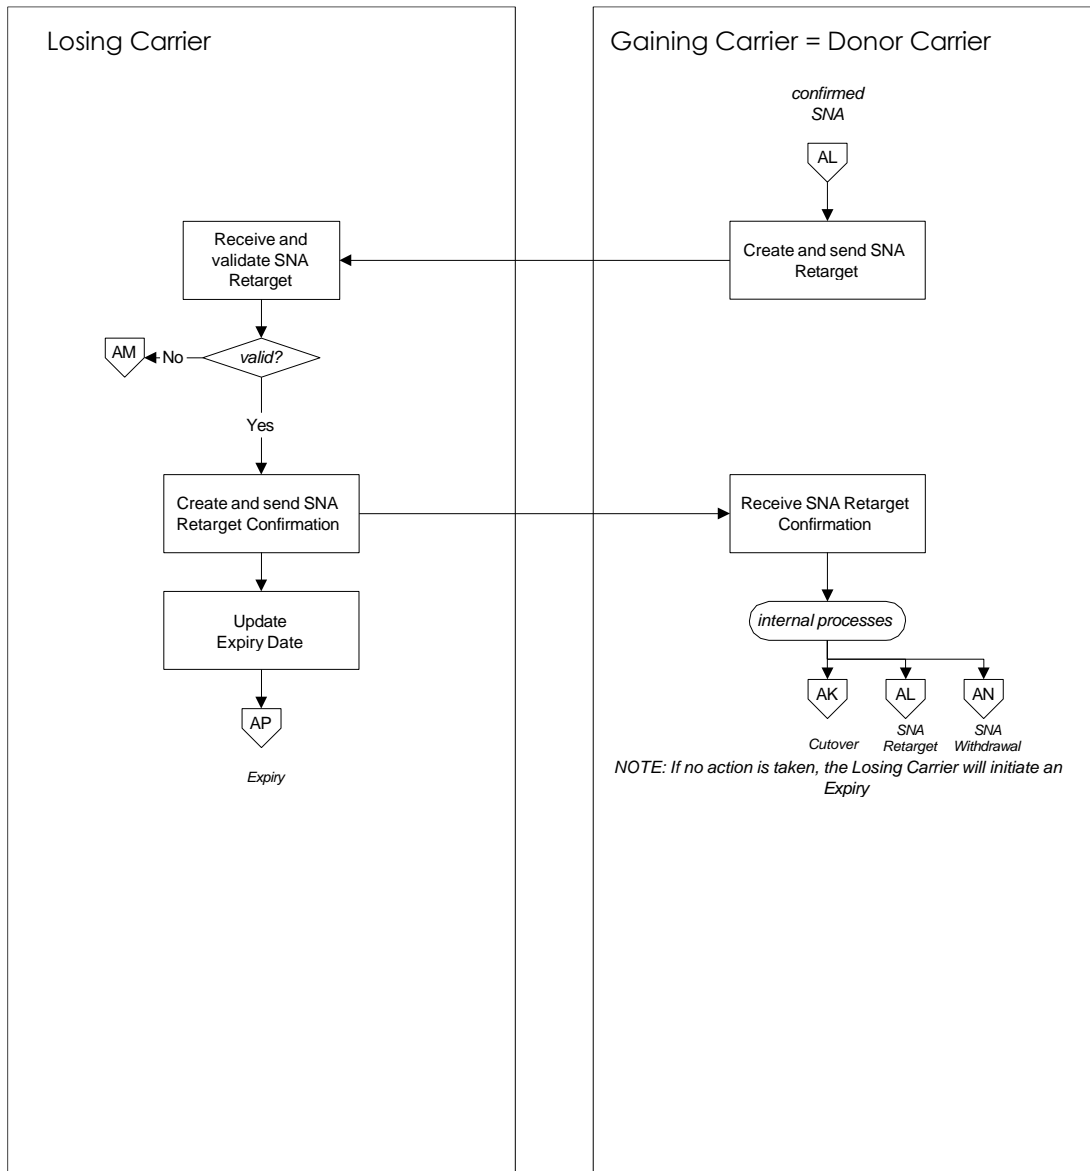 Losing Carrier
Gaining Carrier = Donor Carrier
confirmed
SNA
AL
Receive and
validate SNA
Retarget
Create and send SNA
Retarget
AM
No
valid?
Yes
Create and send SNA
Retarget Confirmation
Receive SNA Retarget
Confirmation
Update
Expiry Date
internal processes
AP
Expiry
AK
AL
AN
Cutover
SNA
Retarget
SNA
Withdrawal
NOTE: If no action is taken, the Losing Carrier will initiate an
Expiry